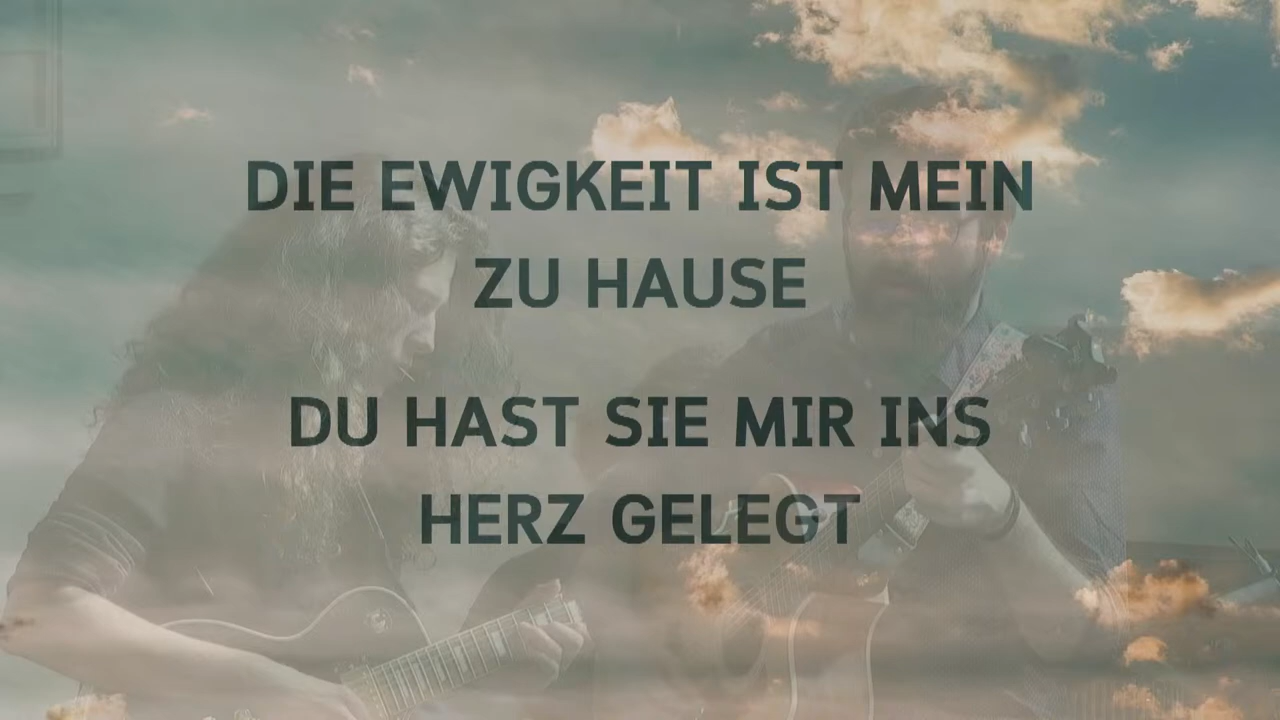 DIE EWIGKEIT IST MEIN
ZU HAUSE
DU HAST SIE MIR INS
HERZ GELEGT